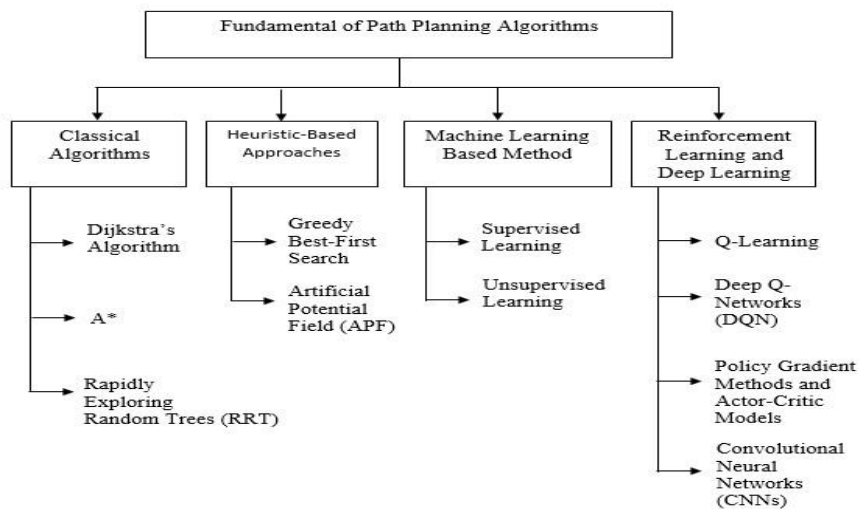 Fundamental of Path Planning Algorithms
Classical
Algorithms
Heuristic-Based
Approaches
Machine Learning
Based Method
Reinforcement
Learning and
Deep Learning
Dijkstra's
Algorithm
A*
Rapidly
Exploring
Random Trees (RRT)
Greedy
Best-First
Search
Artificial
Potential
Field (APF)
Supervised
Learning
Unsupervised
Learning
Q-Learning
Deep Q-
Networks
(DQN)
Policy Gradient
Methods and
Actor-Critic
Models
Convolutional
Neural
Networks
(CNNs)